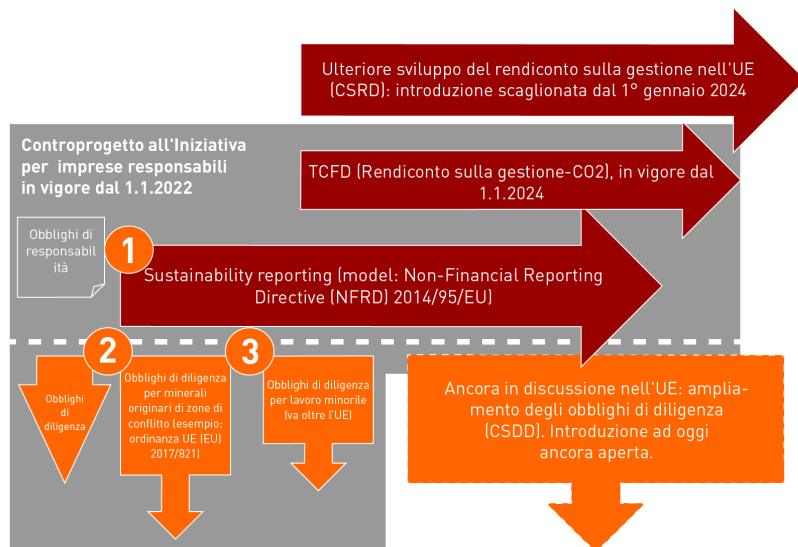 Ulteriore sviluppo del rendiconto sulla gestione nell'UE
(CSRD): introduzione scaglionata dal 1° gennaio 2024
Controprogetto all'Iniziativa
per imprese responsabili
in vigore dal 1.1.2022
TCFD (Rendiconto sulla gestione-CO2), in vigore dal
1.1.2024
Obblighi di
responsabil
ità
1
Sustainability reporting (model: Non-Financial Reporting
Directive (NFRD) 2014/95/EU)
2
3
Obblighi
di
diligenza
Obblighi di diligenza
per minerali
originari di zone di
conflitto (esempio:
ordinanza UE (EU)
2017/821)
Obblighi di diligenza
per lavoro minorile
(va oltre l'UE)
Ancora in discussione nell'UE: amplia-
mento degli obblighi di diligenza
(CSDD). Introduzione ad oggi
ancora aperta.